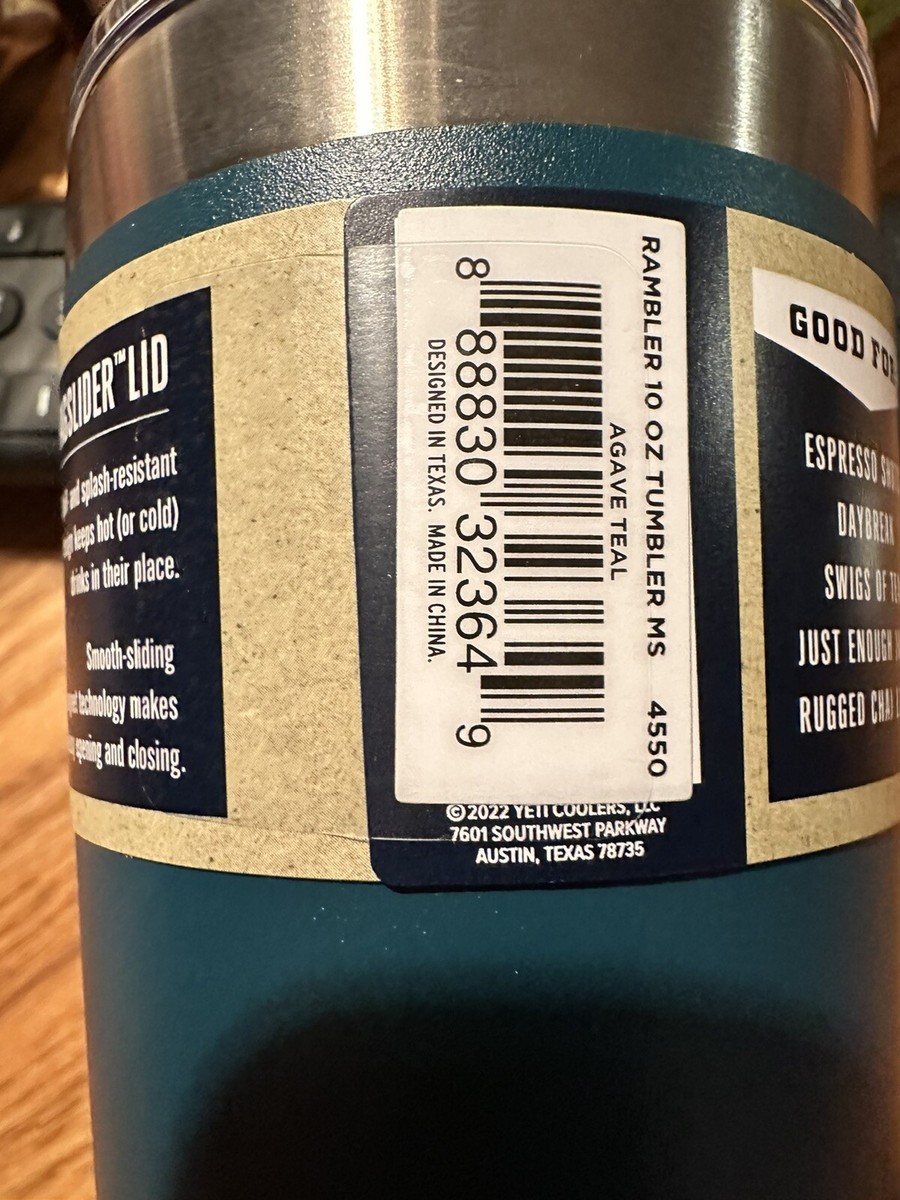 SLIDER™ LID
and splash-resistant
keeps hot (or cold)
drinks in their place.
Smooth-sliding
technology makes
opening and closing.
RAMBLER 10 OZ TUMBLER MS 4550
AGAVE TEAL
8 88830 32364 9
DESIGNED IN TEXAS. MADE IN CHINA.
©2022 YETI COOLERS, LLC
7601 SOUTHWEST PARKWAY
AUSTIN, TEXAS 78735
GOOD FOR
ESPRESSO
DAYBREAK
SWIGS OF
JUST ENOUGH
RUGGED CHAI